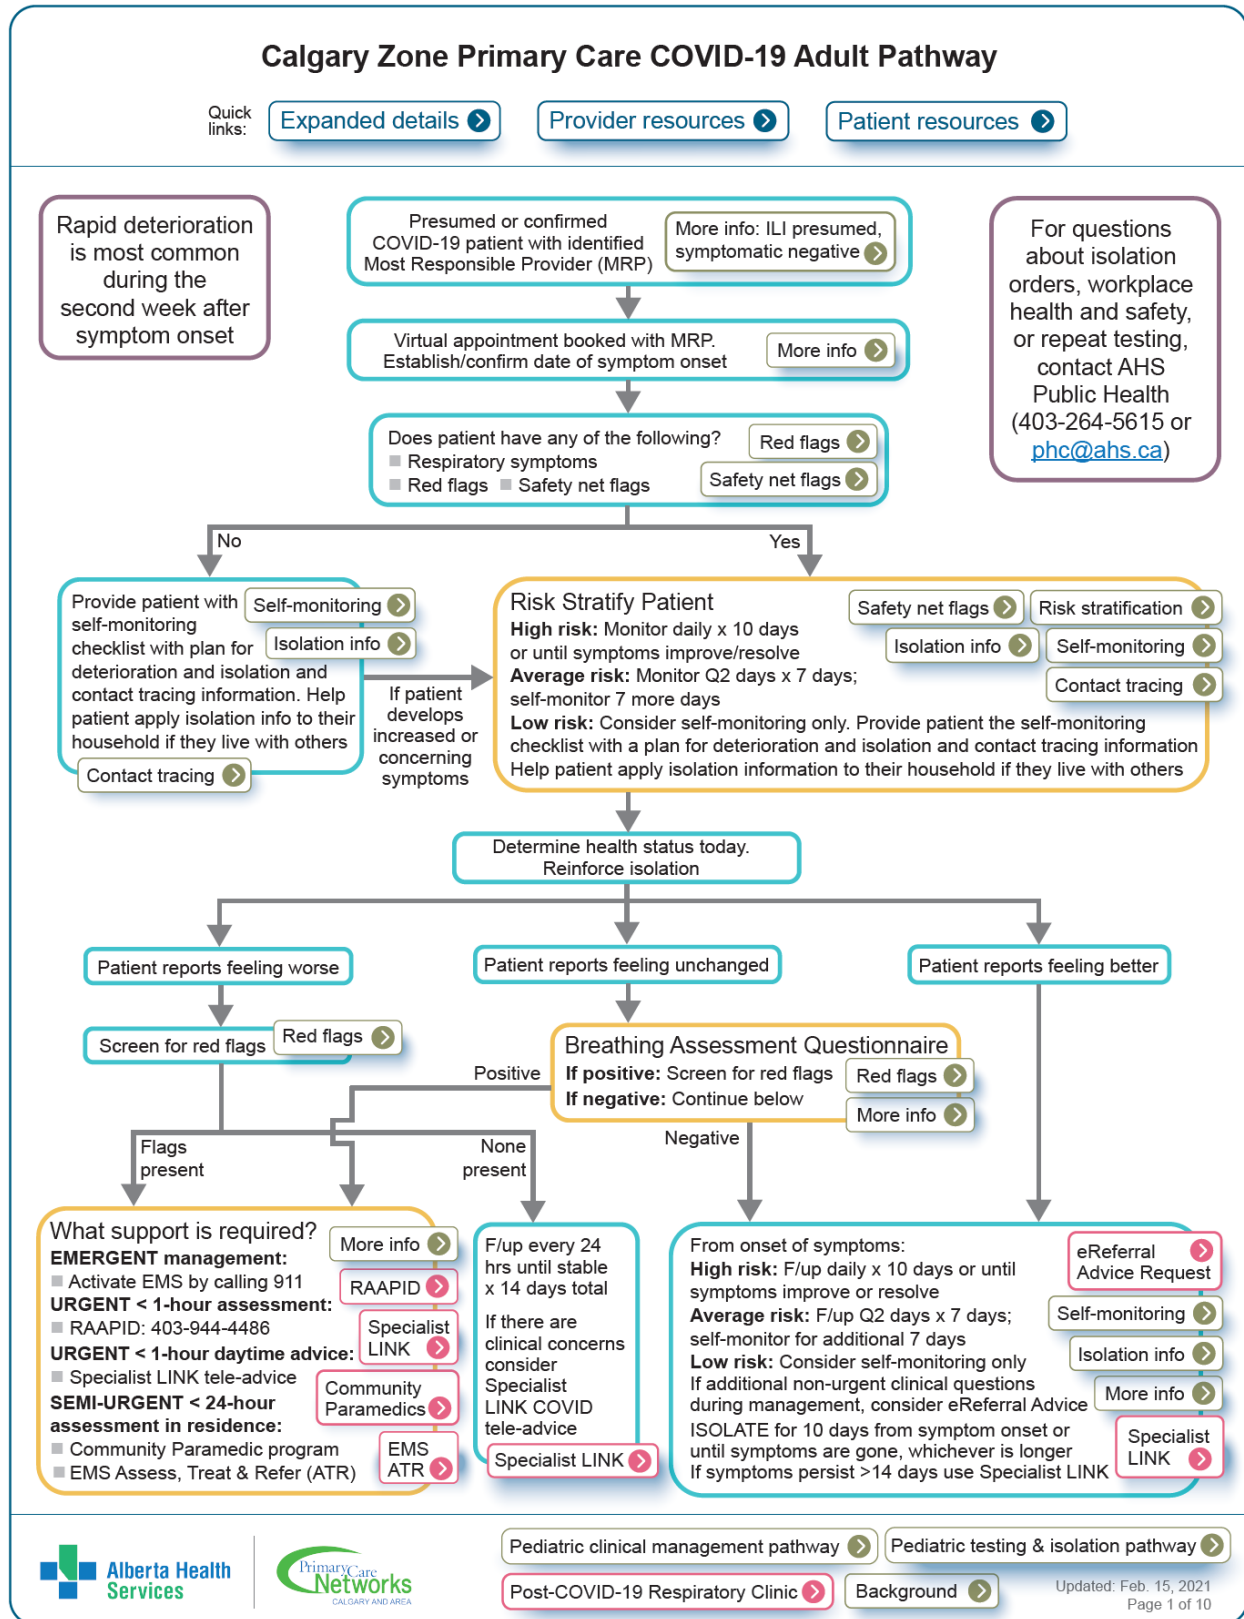 Calgary Zone Primary Care COVID-19 Adult Pathway
Quick
links:
Expanded details
Provider resources
Patient resources
Rapid deterioration
is most common
during the
second week after
symptom onset
Presumed or confirmed
COVID-19 patient with identified
Most Responsible Provider (MRP)
More info: ILI presumed,
symptomatic negative
For questions
about isolation
orders, workplace
health and safety,
or repeat testing,
contact AHS
Public Health
(403-264-5615 or
phc@ahs.ca)
Virtual appointment booked with MRP.
Establish/confirm date of symptom onset
More info
Does patient have any of the following?
Respiratory symptoms
Red flags Safety net flags
Red flags
Safety net flags
No
Yes
Provide patient with
self-monitoring
checklist with plan for
deterioration and isolation and
contact tracing information. Help
patient apply isolation info to their
household if they live with others
Self-monitoring
Isolation info
Contact tracing
If patient
develops
increased or
concerning
symptoms
Risk Stratify Patient
High risk: Monitor daily x 10 days
or until symptoms improve/resolve
Average risk: Monitor Q2 days x 7 days;
self-monitor 7 more days
Low risk: Consider self-monitoring only. Provide patient the self-monitoring
checklist with a plan for deterioration and isolation and contact tracing information
Help patient apply isolation information to their household if they live with others
Safety net flags
Risk stratification
Isolation info
Self-monitoring
Contact tracing
Determine health status today.
Reinforce isolation
Patient reports feeling worse
Patient reports feeling unchanged
Patient reports feeling better
Screen for red flags
Red flags
Breathing Assessment Questionnaire
If positive: Screen for red flags
If negative: Continue below
Red flags
More info
Positive
Negative
Flags
present
None
present
What support is required?
EMERGENT management:
Activate EMS by calling 911
URGENT < 1-hour assessment:
RAAPID: 403-944-4486
URGENT < 1-hour daytime advice:
Specialist LINK tele-advice
SEMI-URGENT < 24-hour
assessment in residence:
Community Paramedic program
EMS Assess, Treat & Refer (ATR)
More info
RAAPID
Specialist
LINK
Community
Paramedics
EMS
ATR
F/up every 24
hrs until stable
x 14 days total
If there are
clinical concerns
consider
Specialist
LINK COVID
tele-advice
Specialist LINK
From onset of symptoms:
High risk: F/up daily x 10 days or until
symptoms improve or resolve
Average risk: F/up Q2 days x 7 days;
self-monitor for additional 7 days
Low risk: Consider self-monitoring only
If additional non-urgent clinical questions
during management, consider eReferral Advice
ISOLATE for 10 days from symptom onset or
until symptoms are gone, whichever is longer
If symptoms persist >14 days use Specialist LINK
eReferral
Advice Request
Self-monitoring
Isolation info
More info
Specialist
LINK
Alberta Health
Services
PrimaryCare
Networks
CALGARY AND AREA
Pediatric clinical management pathway
Pediatric testing & isolation pathway
Post-COVID-19 Respiratory Clinic
Background
Updated: Feb. 15, 2021
Page 1 of 10